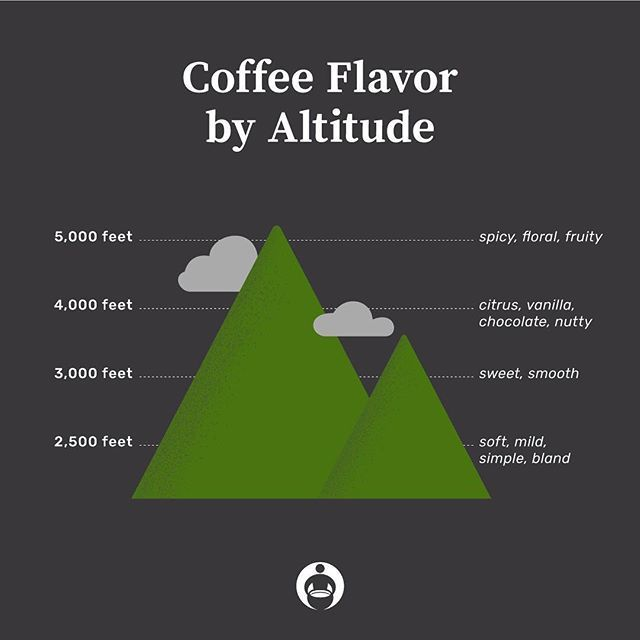 Coffee Flavor
by Altitude
5,000 feet
spicy, floral, fruity
4,000 feet
citrus, vanilla,
chocolate, nutty
3,000 feet
sweet, smooth
2,500 feet
soft, mild,
simple, bland